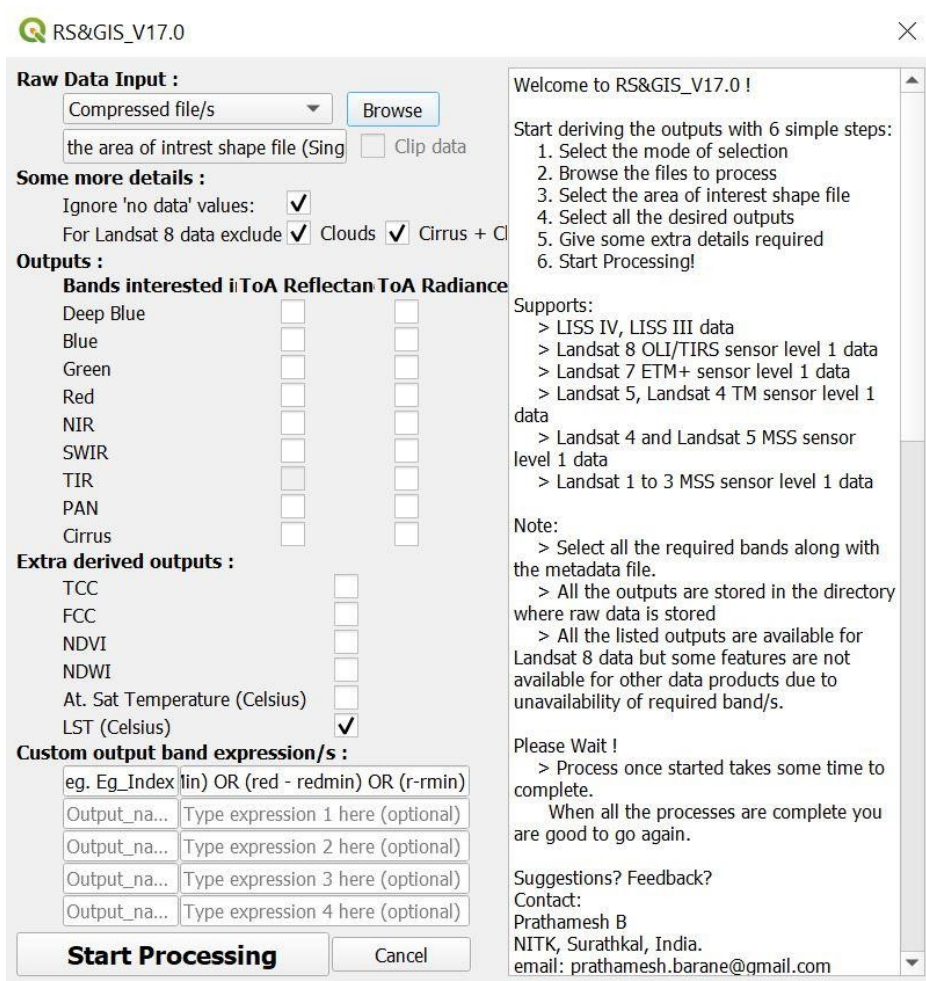 RS&GIS_V17.0
Raw Data Input :
Compressed file/s
Browse
the area of intrest shape file (Sing
Clip data
Some more details :
Ignore 'no data' values:
For Landsat 8 data exclude Clouds Cirrus + Cl
Outputs :
Bands interested i ToA Reflectan ToA Radiance
Deep Blue
Blue
Green
Red
NIR
SWIR
TIR
PAN
Cirrus
Extra derived outputs :
TCC
FCC
NDVI
NDWI
At. Sat Temperature (Celsius)
LST (Celsius)
Custom output band expression/s :
eg. Eg_Index lin) OR (red - redmin) OR (r-rmin)
Output_na... Type expression 1 here (optional)
Output_na... Type expression 2 here (optional)
Output_na... Type expression 3 here (optional)
Output_na... Type expression 4 here (optional)
Start Processing
Cancel
Welcome to RS&GIS_V17.0 !
Start deriving the outputs with 6 simple steps:
1. Select the mode of selection
2. Browse the files to process
3. Select the area of interest shape file
4. Select all the desired outputs
5. Give some extra details required
6. Start Processing!
Supports:
> LISS IV, LISS III data
> Landsat 8 OLI/TIRS sensor level 1 data
> Landsat 7 ETM+ sensor level 1 data
> Landsat 5, Landsat 4 TM sensor level 1
data
> Landsat 4 and Landsat 5 MSS sensor
level 1 data
> Landsat 1 to 3 MSS sensor level 1 data
Note:
> Select all the required bands along with
the metadata file.
> All the outputs are stored in the directory
where raw data is stored
> All the listed outputs are available for
Landsat 8 data but some features are not
available for other data products due to
unavailability of required band/s.
Please Wait !
> Process once started takes some time to
complete.
When all the processes are complete you
are good to go again.
Suggestions? Feedback?
Contact:
Prathamesh B
NITK, Surathkal, India.
email: prathamesh.barane@gmail.com